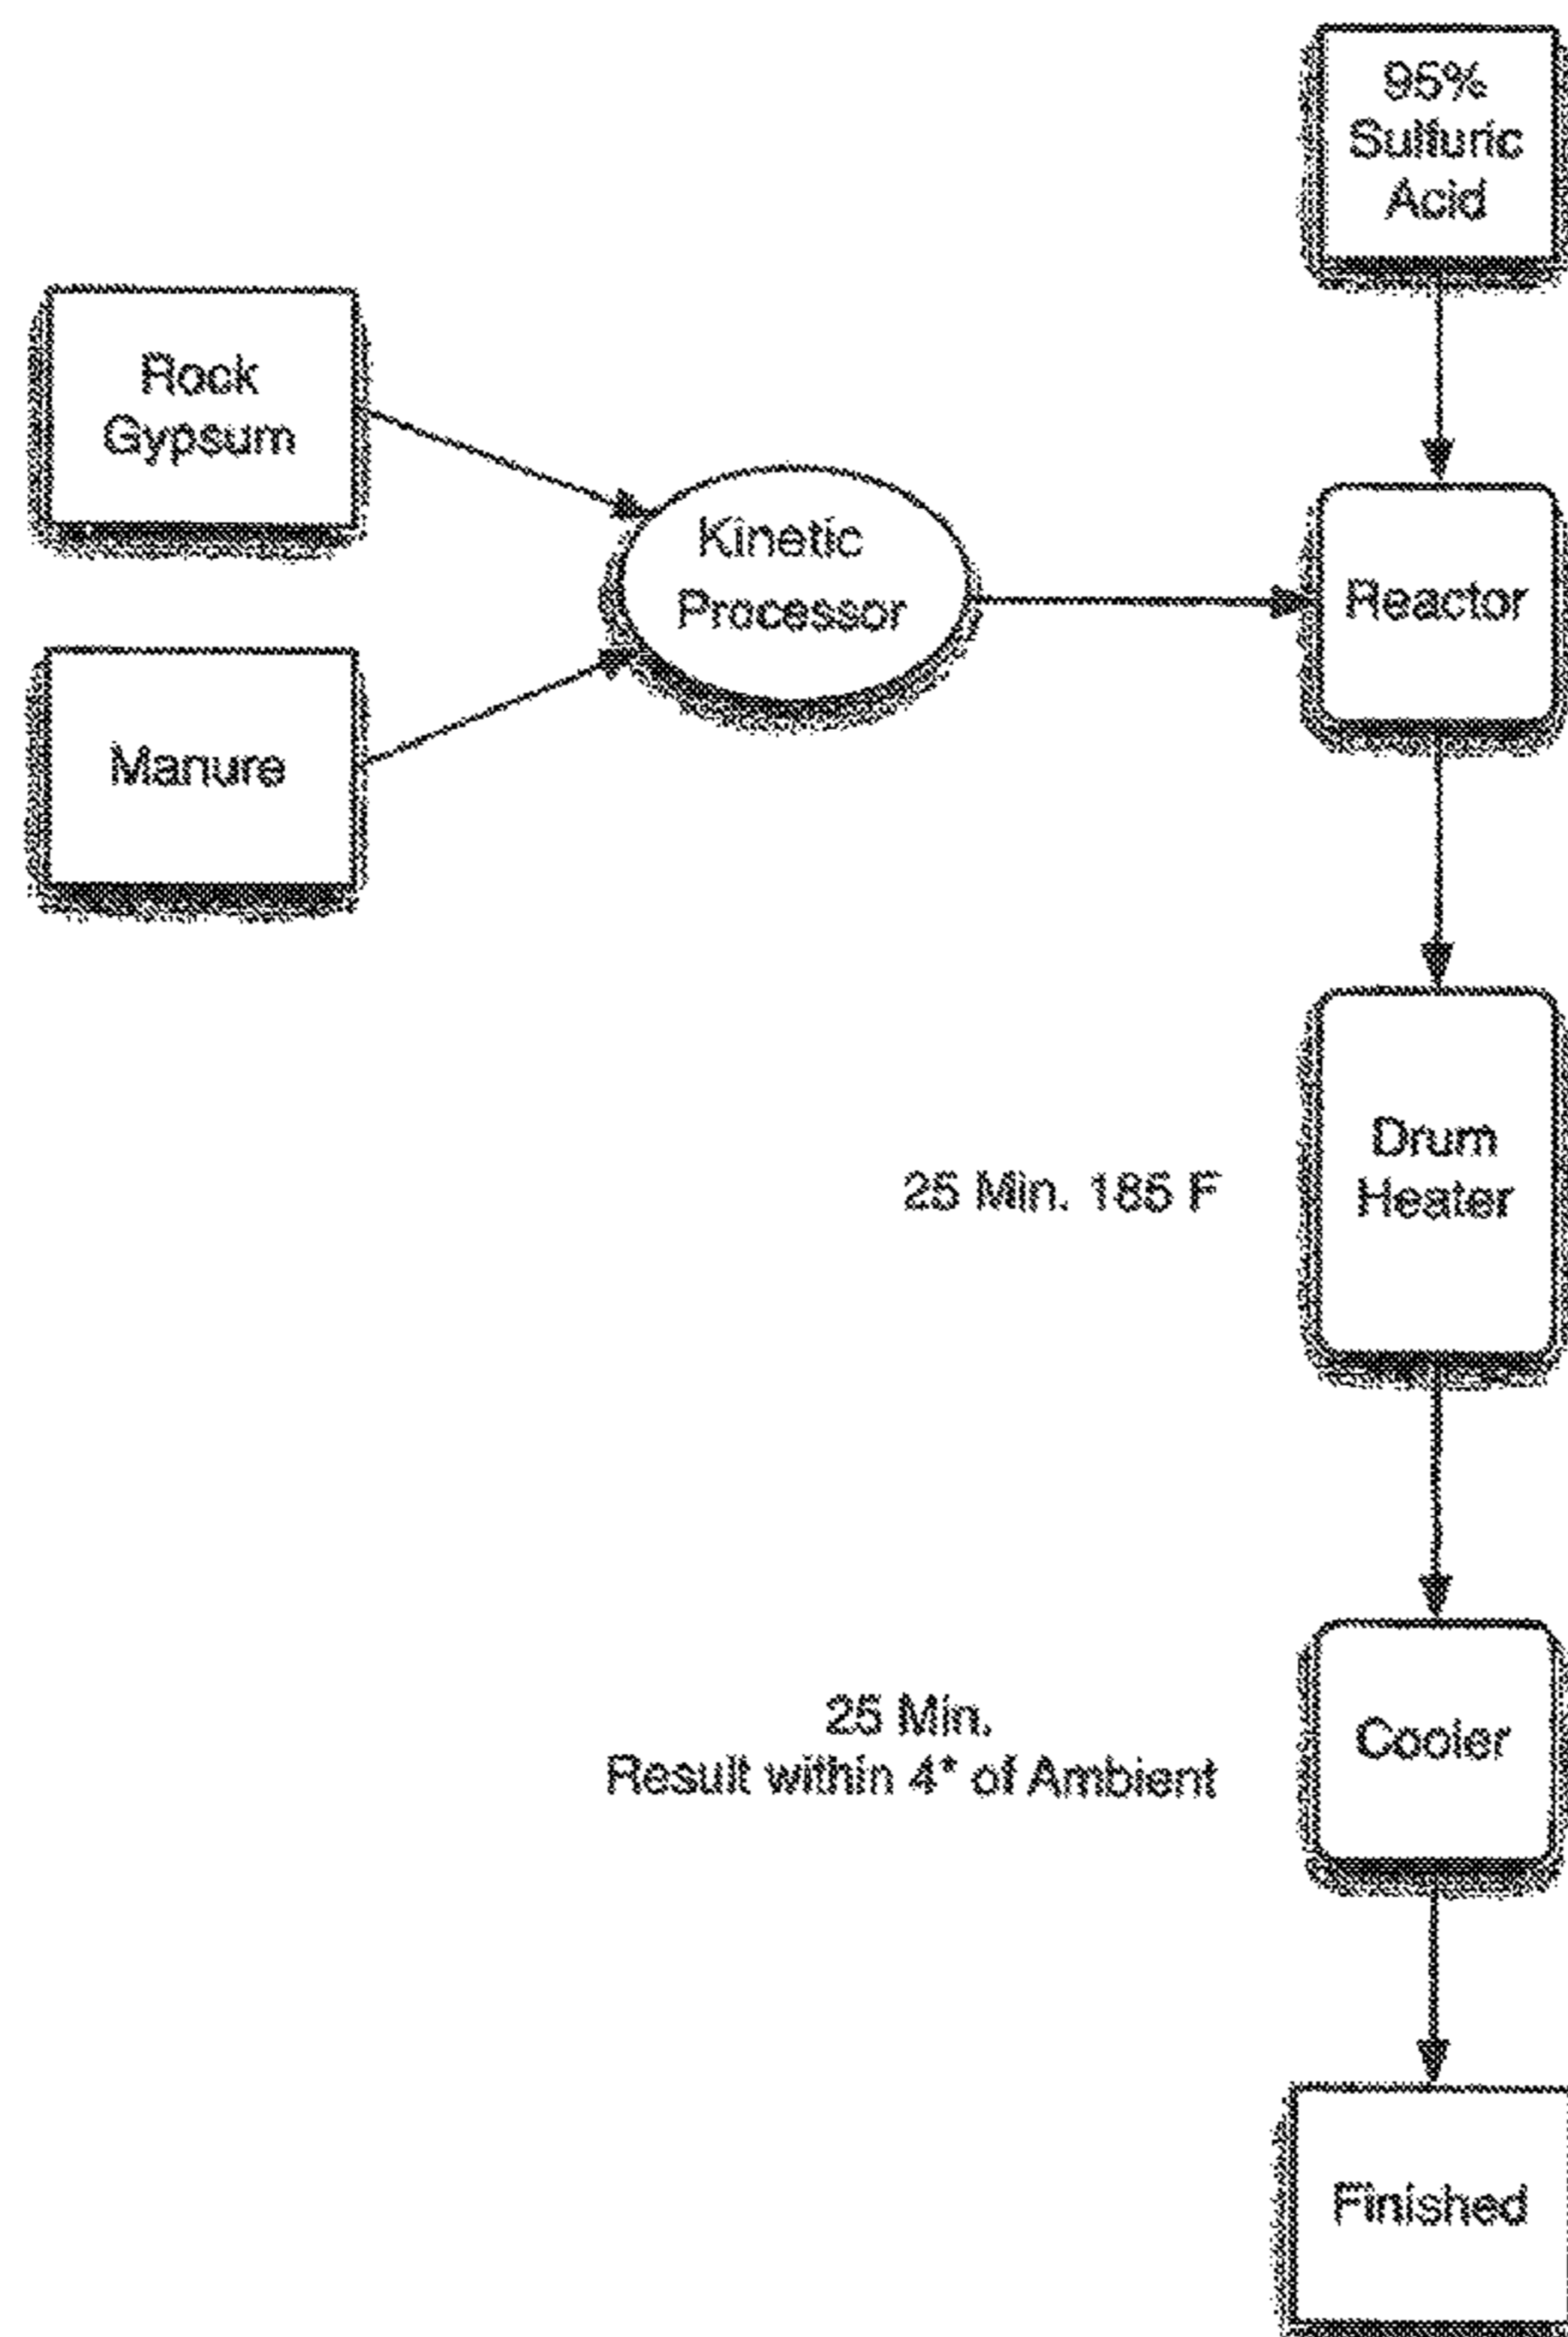 95%
Sulfuric
Acid
Rock
Gypsum
Kinetic
Processor
Reactor
Manure
Drum
Heater
25 Min. 185 F
Cooler
25 Min.
Result within 4* of Ambient
Finished